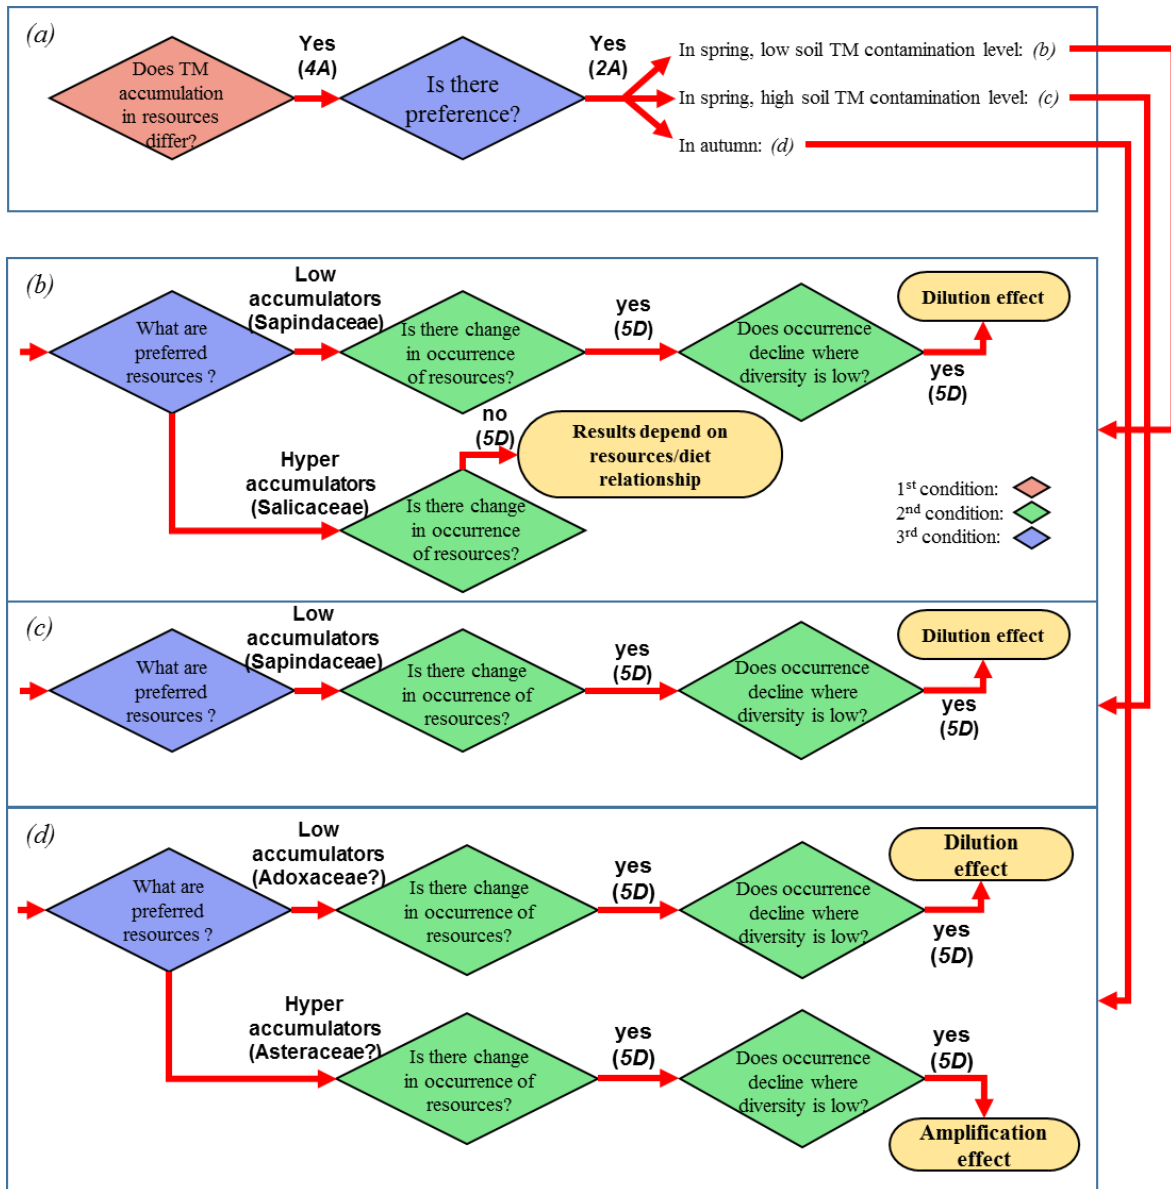 (a)
Does TM
accumulation
in resources
differ?
Yes
(4A)
Is there
preference?
Yes
(2A)
In spring, low soil TM contamination level: (b)
In spring, high soil TM contamination level: (c)
In autumn: (d)
(b)
What are
preferred
resources ?
Low
accumulators
(Sapindaceae)
Is there change
in occurrence
of resources?
yes
(5D)
Does occurrence
decline where
diversity is low?
yes
(5D)
Dilution effect
Hyper
accumulators
(Salicaceae)
Is there change
in occurrence
of resources?
no
(5D)
Results depend on
resources/diet
relationship
1st condition:
2nd condition:
3rd condition:
(c)
What are
preferred
resources ?
Low
accumulators
(Sapindaceae)
Is there change
in occurrence of
resources?
yes
(5D)
Does occurrence
decline where
diversity is low?
yes
(5D)
Dilution effect
(d)
What are
preferred
resources ?
Low
accumulators
(Adoxaceae?)
Is there change
in occurrence of
resources?
yes
(5D)
Does occurrence
decline where
diversity is low?
yes
(5D)
Dilution
effect
Hyper
accumulators
(Asteraceae?)
Is there change
in occurrence of
resources?
yes
(5D)
Does occurrence
decline where
diversity is low?
yes
(5D)
Amplification
effect